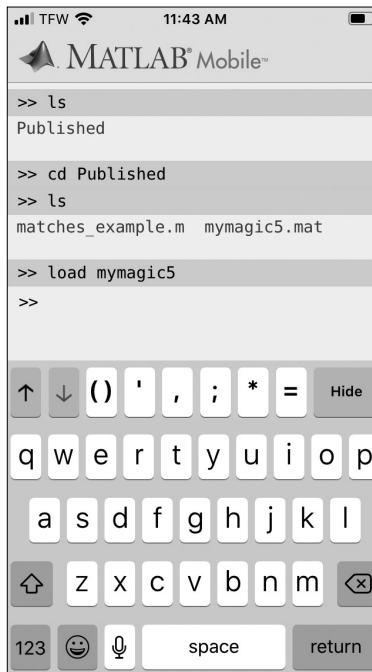 TFW 11:43 AM
MATLAB® Mobile™
>> ls
Published
>> cd Published
>> ls
matches_example.m mymagic5.mat
>> load mymagic5
>>
↑ ↓ () ' , ; * = Hide
q w e r t y u i o p
a s d f g h j k l
z x c v b n m
123 space return